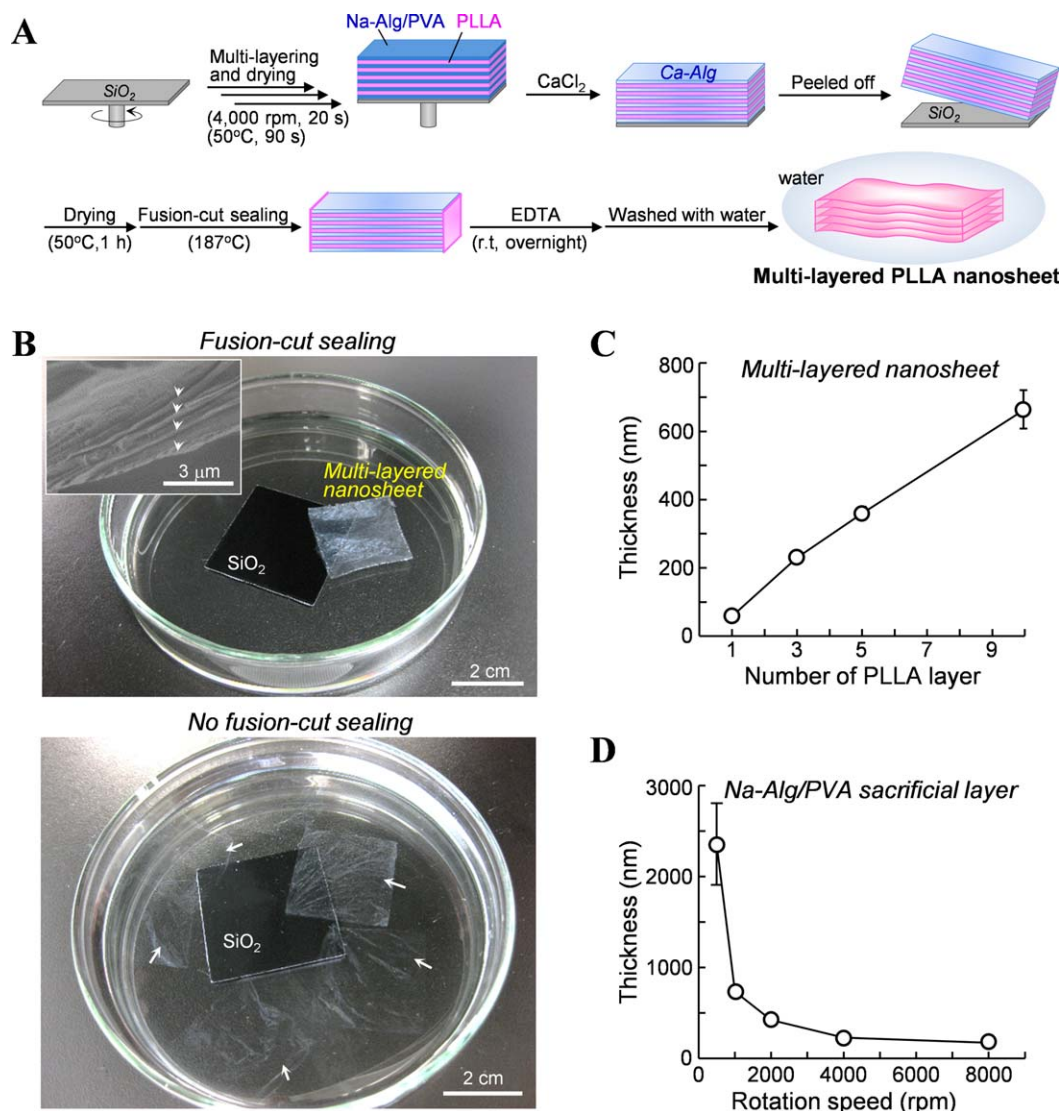 A
Na-Alg/PVA
PLLA
SiO2
Multi-layering
and drying
(4,000 rpm, 20 s)
(50°C, 90 s)
CaCl2
Ca-Alg
Peeled off
SiO2
Drying
(50°C,1 h)
Fusion-cut sealing
(187°C)
EDTA
(r.t, overnight)
Washed with water
water
Multi-layered PLLA nanosheet
B
Fusion-cut sealing
3 μm
Multi-layered
nanosheet
SiO2
2 cm
No fusion-cut sealing
SiO2
2 cm
C
Multi-layered nanosheet
Thickness (nm)
800
600
400
200
0
1 3 5 7 9
Number of PLLA layer
D
Na-Alg/PVA sacrificial layer
Thickness (nm)
3000
2000
1000
0
0 2000 4000 6000 8000
Rotation speed (rpm)